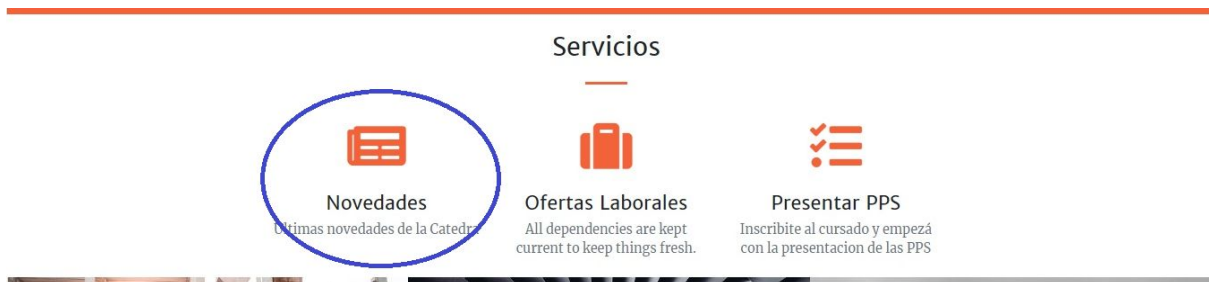 Servicios
Novedades
Ultimas novedades de la Catedra
Ofertas Laborales
All dependencies are kept
current to keep things fresh.
Presentar PPS
Inscribite al cursado y empezá
con la presentacion de las PPS